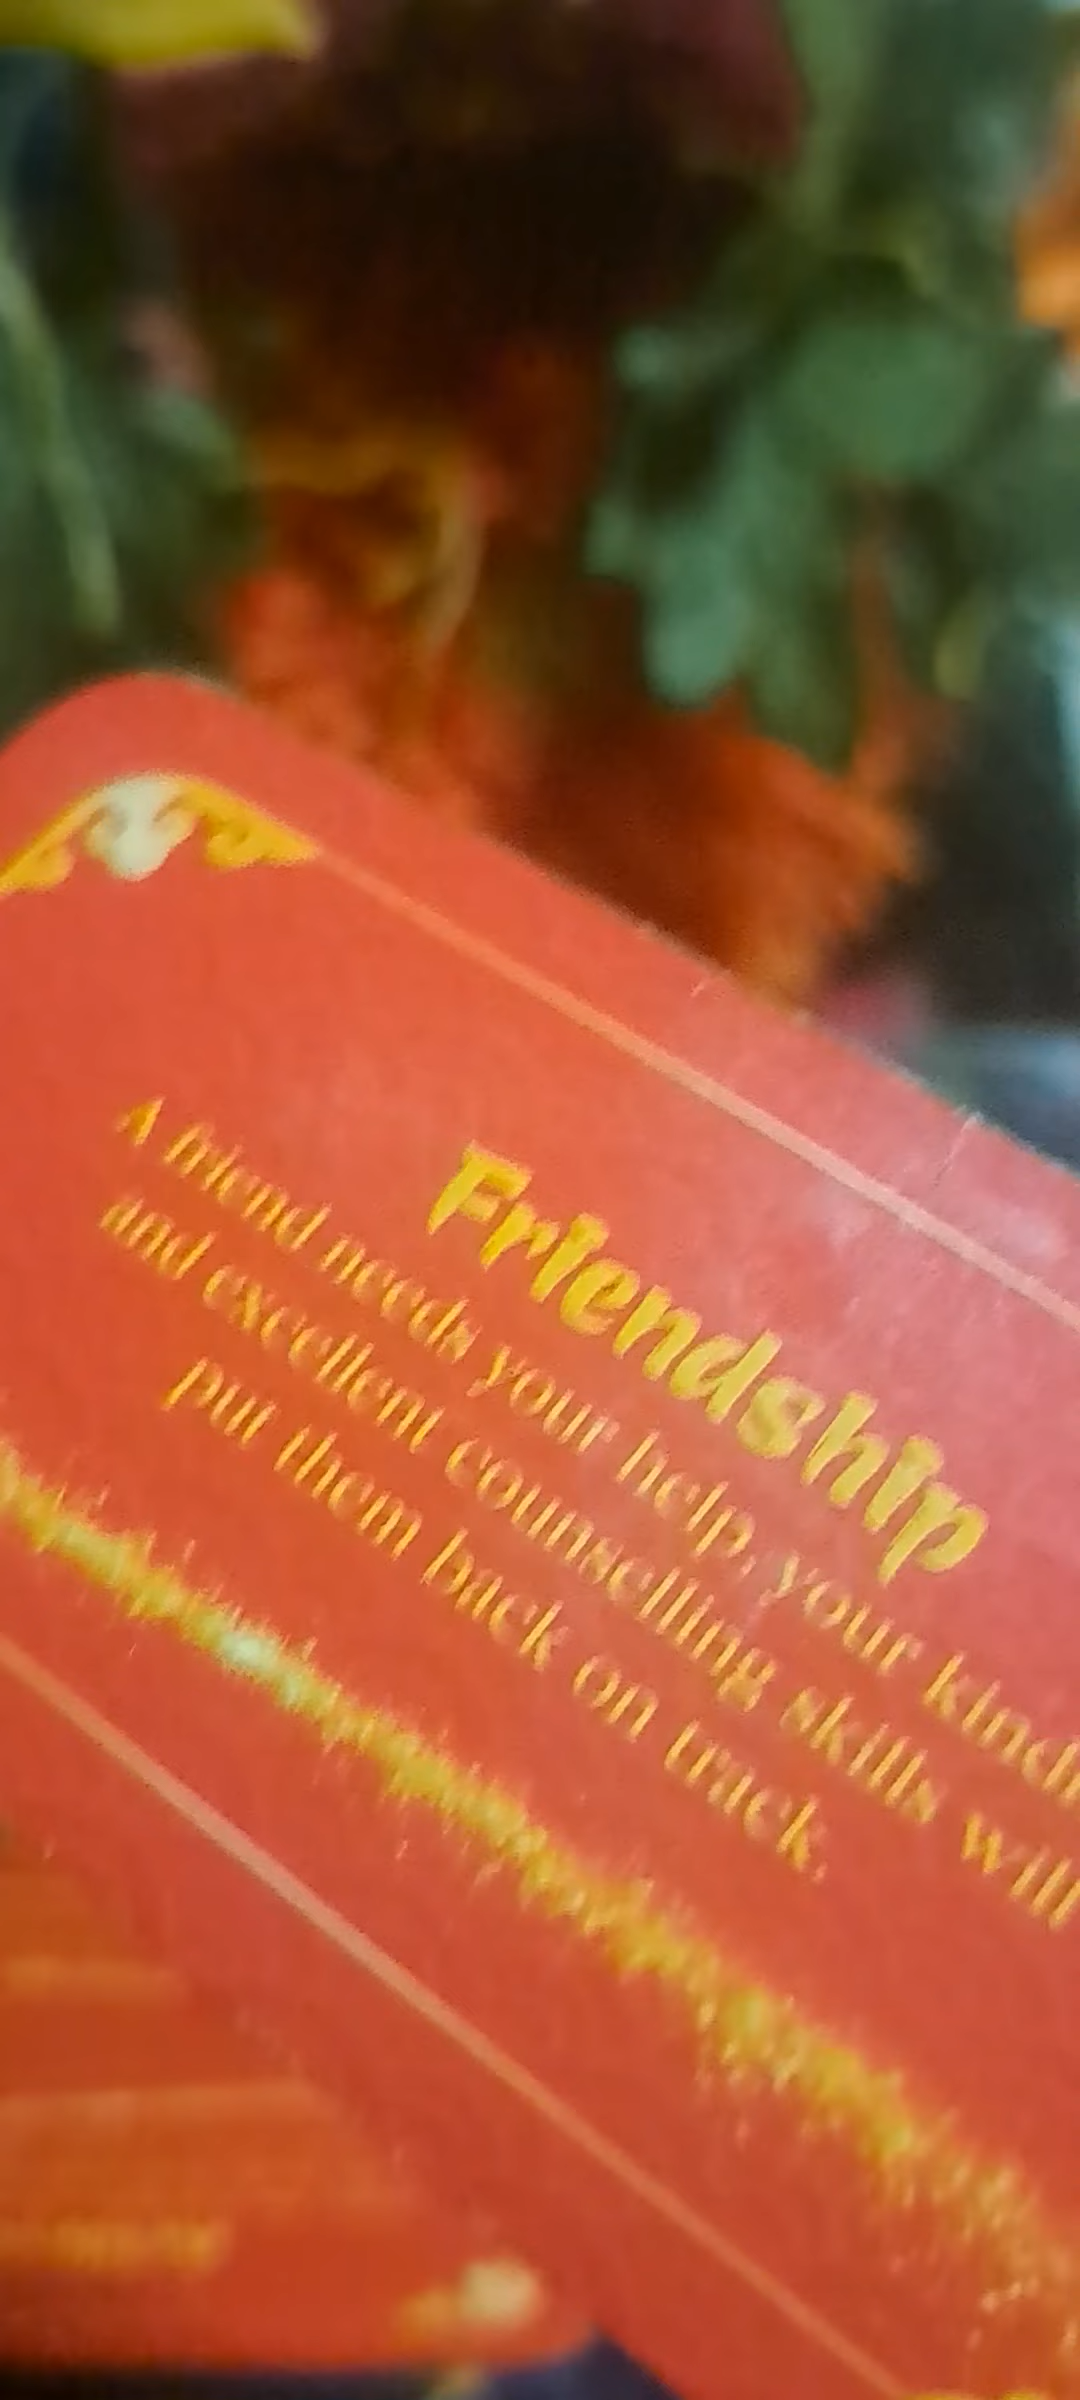 Friendship
A friend needs your help, your kind
and excellent counselling skills will
put them back on track.